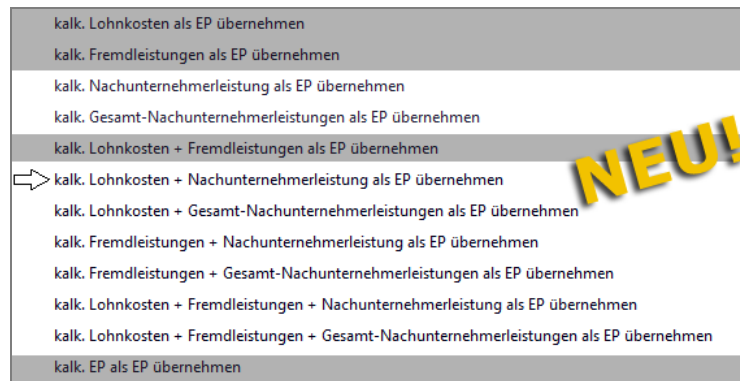 kalk. Lohnkosten als EP übernehmen
kalk. Fremdleistungen als EP übernehmen
kalk. Nachunternehmerleistung als EP übernehmen
kalk. Gesamt-Nachunternehmerleistungen als EP übernehmen
kalk. Lohnkosten + Fremdleistungen als EP übernehmen
NEU!
kalk. Lohnkosten + Nachunternehmerleistung als EP übernehmen
kalk. Lohnkosten + Gesamt-Nachunternehmerleistungen als EP übernehmen
kalk. Fremdleistungen + Nachunternehmerleistung als EP übernehmen
kalk. Fremdleistungen + Gesamt-Nachunternehmerleistungen als EP übernehmen
kalk. Lohnkosten + Fremdleistungen + Nachunternehmerleistung als EP übernehmen
kalk. Lohnkosten + Fremdleistungen + Gesamt-Nachunternehmerleistungen als EP übernehmen
kalk. EP als EP übernehmen